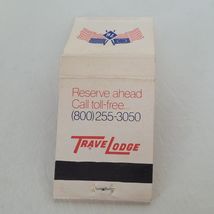 Reserve ahead
Call toll-free...
(800) 255-3050
TRAVELODGE